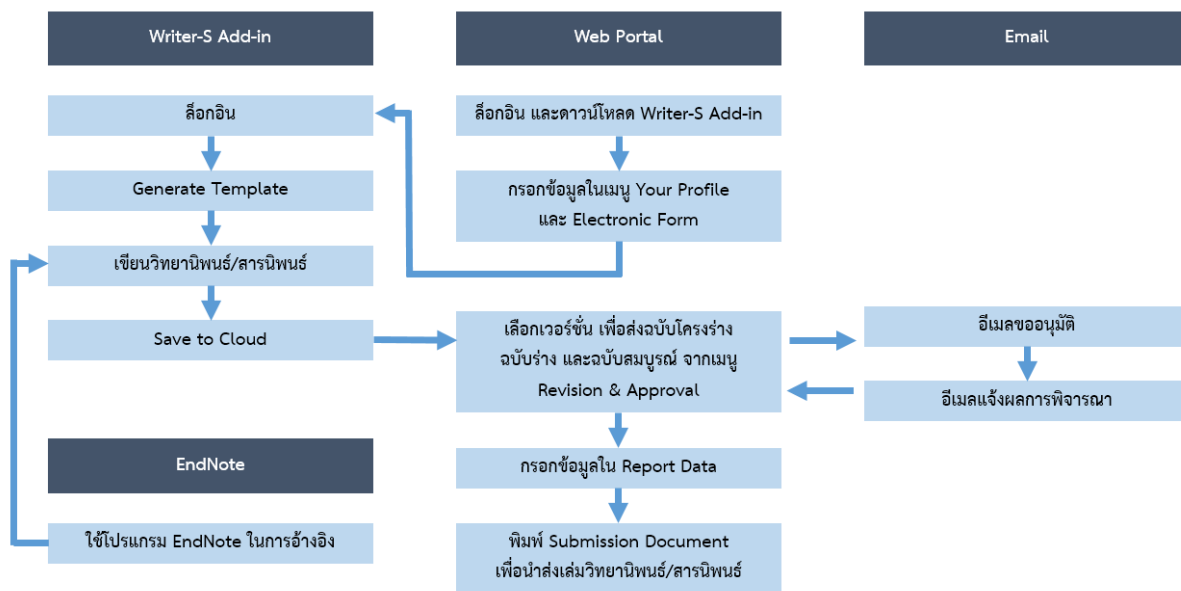 Writer-S Add-in
Web Portal
Email
ล็อกอิน
ล็อกอิน และดาวน์โหลด Writer-S Add-in
Generate Template
กรอกข้อมูลในเมนู Your Profile
และ Electronic Form
เขียนวิทยานิพนธ์/สารนิพนธ์
Save to Cloud
เลือกเวอร์ชั่น เพื่อส่งฉบับโครงร่าง
ฉบับร่าง และฉบับสมบูรณ์ จากเมนู
Revision & Approval
อีเมลขออนุมัติ
อีเมลแจ้งผลการพิจารณา
EndNote
กรอกข้อมูลใน Report Data
ใช้โปรแกรม EndNote ในการอ้างอิง
พิมพ์ Submission Document
เพื่อนำส่งเล่มวิทยานิพนธ์/สารนิพนธ์